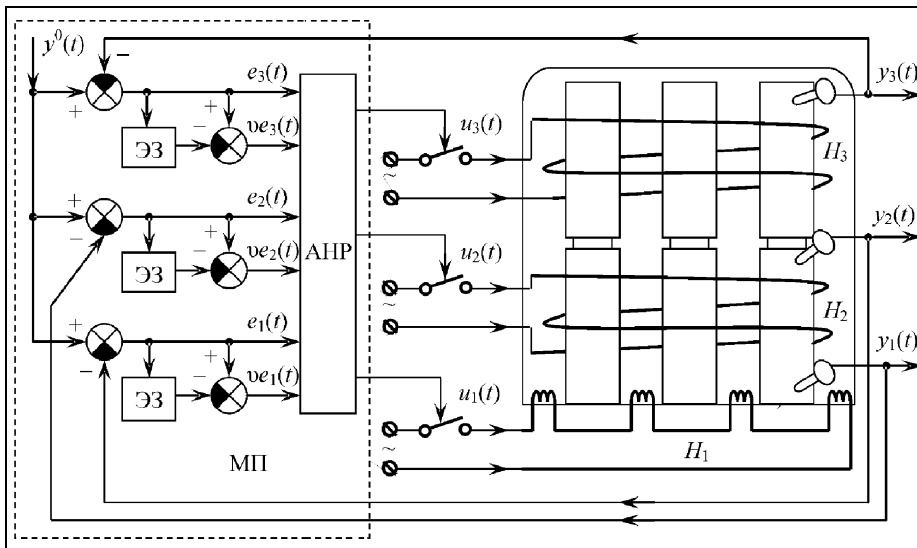 y⁰(t)
−
+
e₃(t)
y₃(t)
ЭЗ
−
+
υe₃(t)
u₃(t)
~
H₃
+
−
e₂(t)
y₂(t)
ЭЗ
−
+
υe₂(t)
АНР
u₂(t)
~
H₂
+
−
e₁(t)
y₁(t)
ЭЗ
−
+
υe₁(t)
u₁(t)
~
H₁
МП